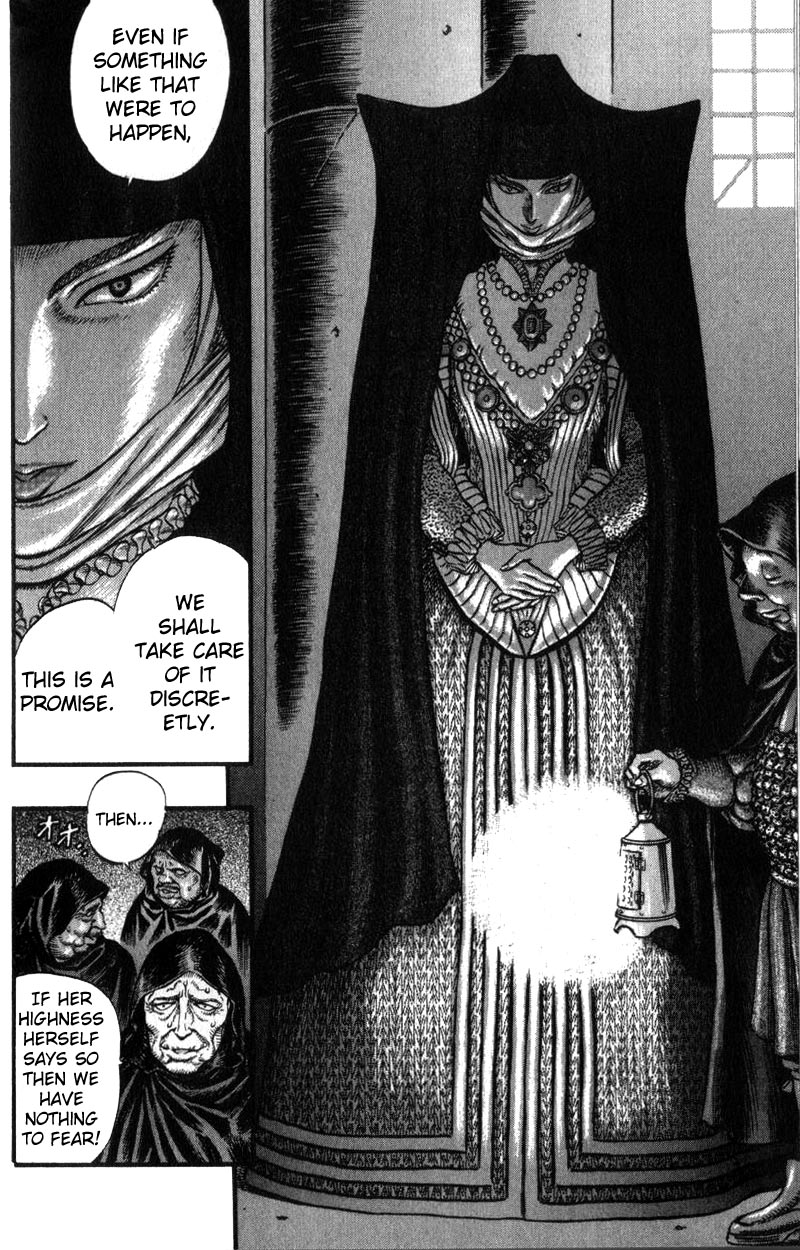 EVEN IF
SOMETHING
LIKE THAT
WERE TO
HAPPEN,
WE
SHALL
TAKE CARE
OF IT
DISCRE-
ETLY.
THIS IS A
PROMISE.
オオ..
THEN...
IF HER
HIGHNESS
HERSELF
SAYS SO
THEN WE
HAVE
NOTHING
TO FEAR!